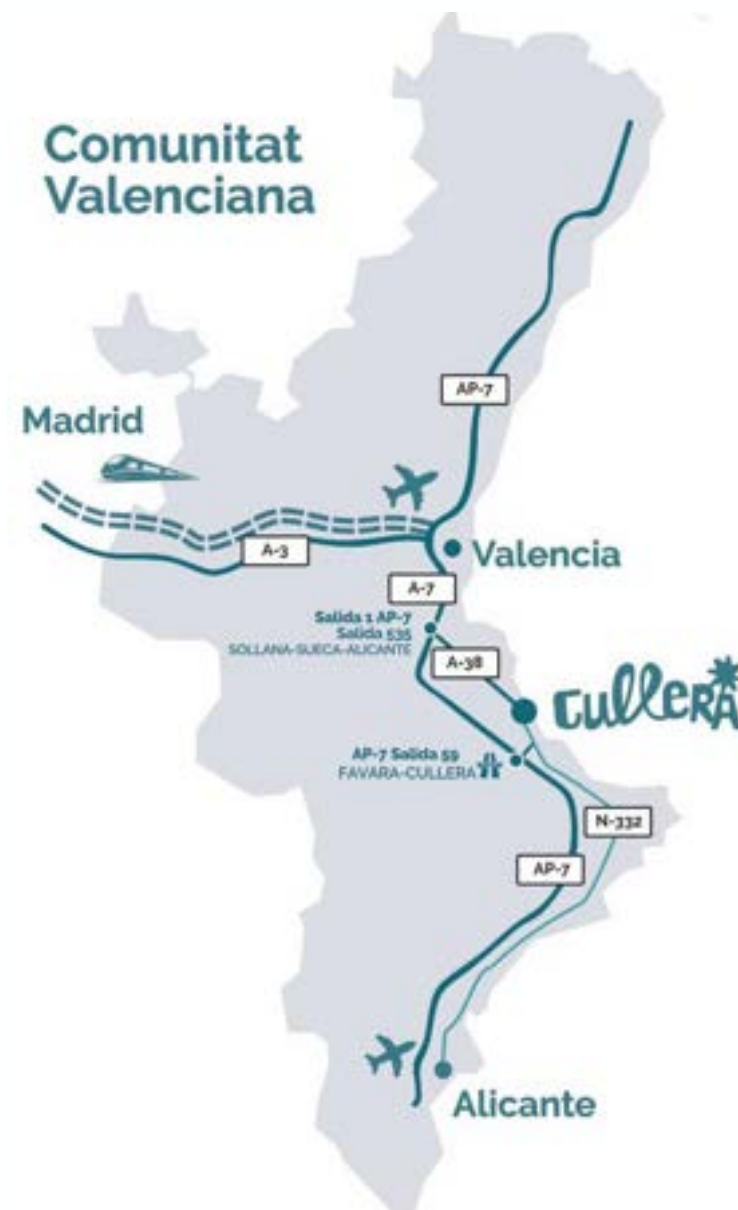 Comunitat
Valenciana
AP-7
Madrid
A-3
Valencia
A-7
Salida 1 AP-7
Salida 535
SOLLANA-SUECA-ALICANTE
A-38
CULLERA
AP-7 Salida 59
FAVARA-CULLERA
N-332
AP-7
Alicante